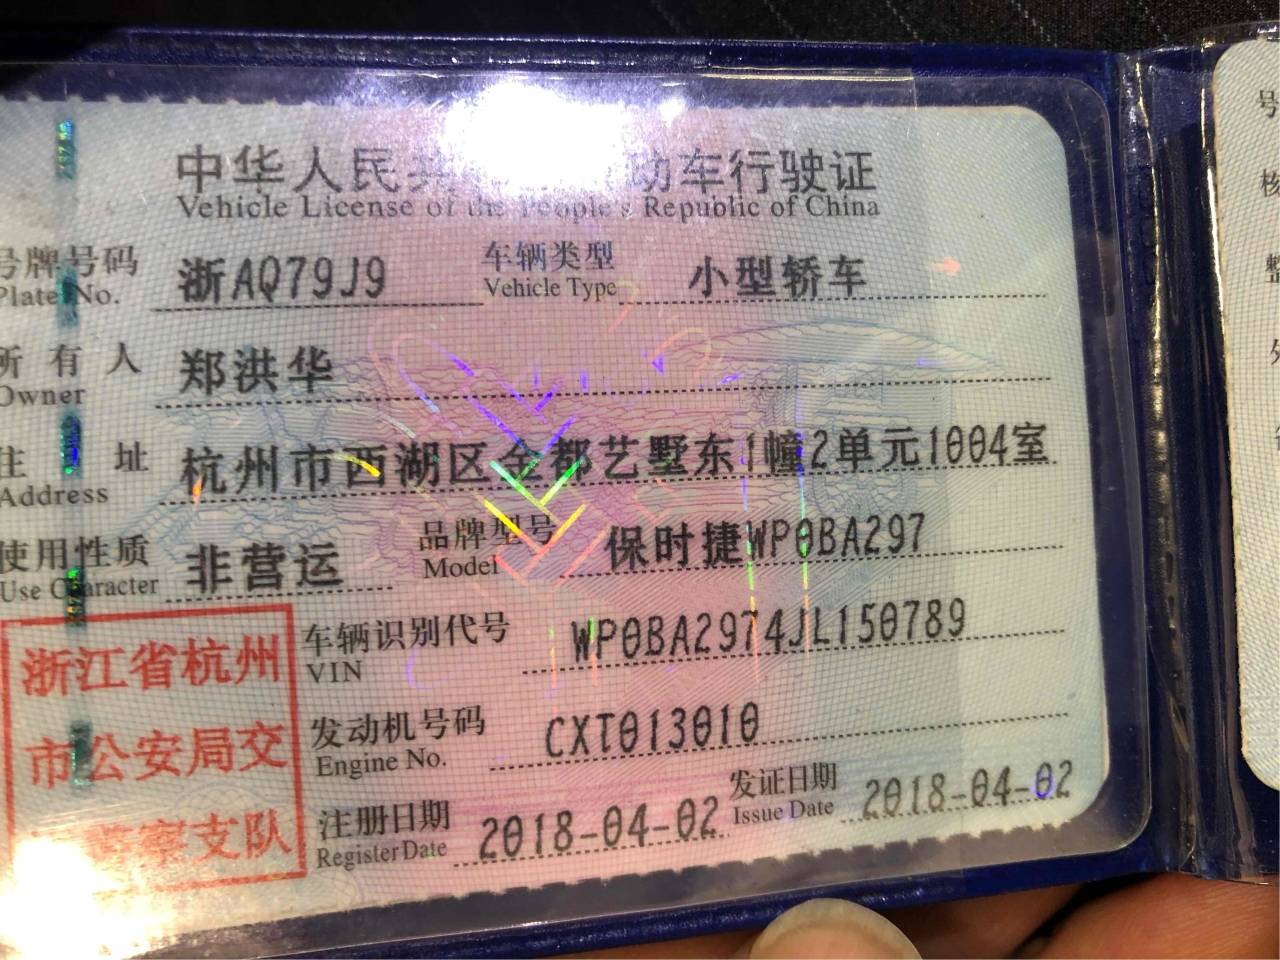 中华人民共 动车行驶证
Vehicle License of the People's Republic of China
号牌号码 浙AQ79J9 车辆类型 小型轿车
Plate No. Vehicle Type
所有人 郑洪华
Owner
住址 杭州市西湖区金都艺墅东1幢2单元1004室
Address
使用性质 非营运 品牌型号 保时捷WP0BA297
Use Character Model
浙江省杭州
市公安局交
警察支队
车辆识别代号 WP0BA2974JL150789
VIN
发动机号码 CXT013010
Engine No.
注册日期 2018-04-02 发证日期 2018-04-02
Register Date Issue Date
号
核
整
外